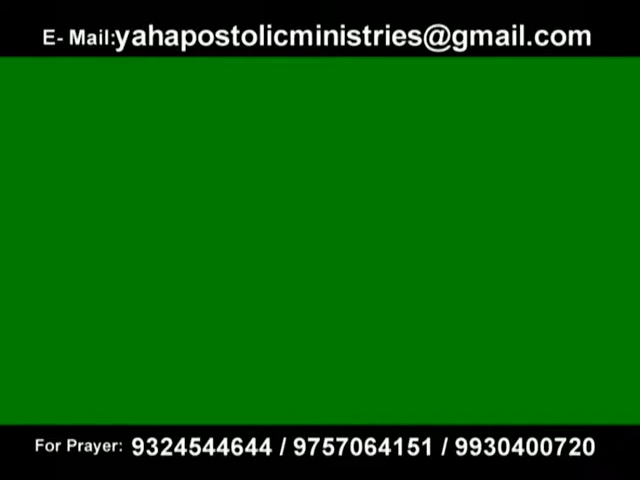 E- Mail:yahapostolicministries@gmail.com
For Prayer: 9324544644 / 9757064151 / 9930400720